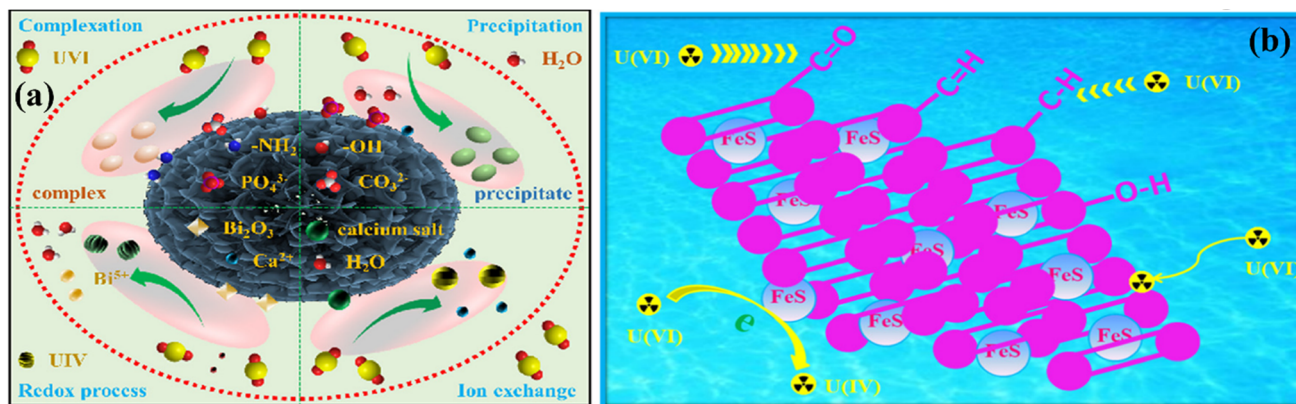 Complexation
Precipitation
UVI
H₂O
(a)
-NH₂
-OH
PO₄³⁻
CO₃²⁻
complex
precipitate
Bi₂O₃
calcium salt
Ca²⁺
H₂O
Bi⁵⁺
UIV
Redox process
Ion exchange
(b)
U(VI)
C=O
C=H
C-H
U(VI)
FeS
FeS
O-H
FeS
FeS
FeS
U(VI)
FeS
FeS
U(VI)
e
FeS
FeS
FeS
U(IV)